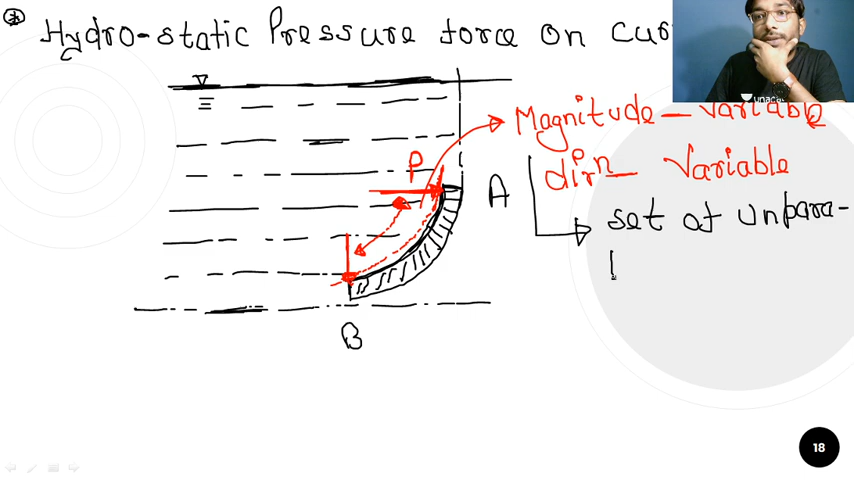 Hydro-static Pressure force on cur
Magnitude - Variable
P
dirn - Variable
A
set of unpara-
l
B
18